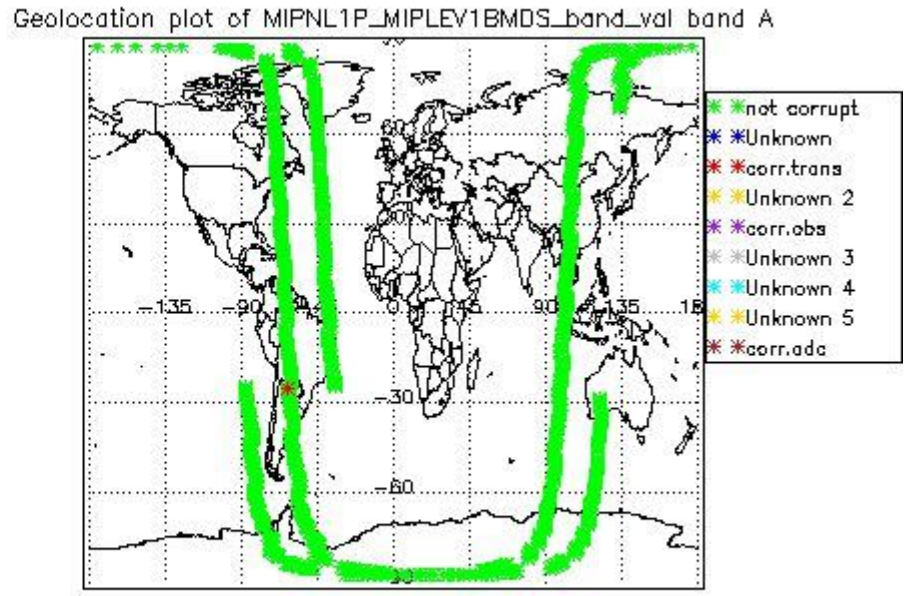 Geolocation plot of MIPNL1P_MIPLEV1BMDS_band_val band A
not corrupt
Unknown
corr.trans
Unknown 2
corr.obs
Unknown 3
Unknown 4
Unknown 5
corr.adc
-135
-90
45
90
135
-30
-60